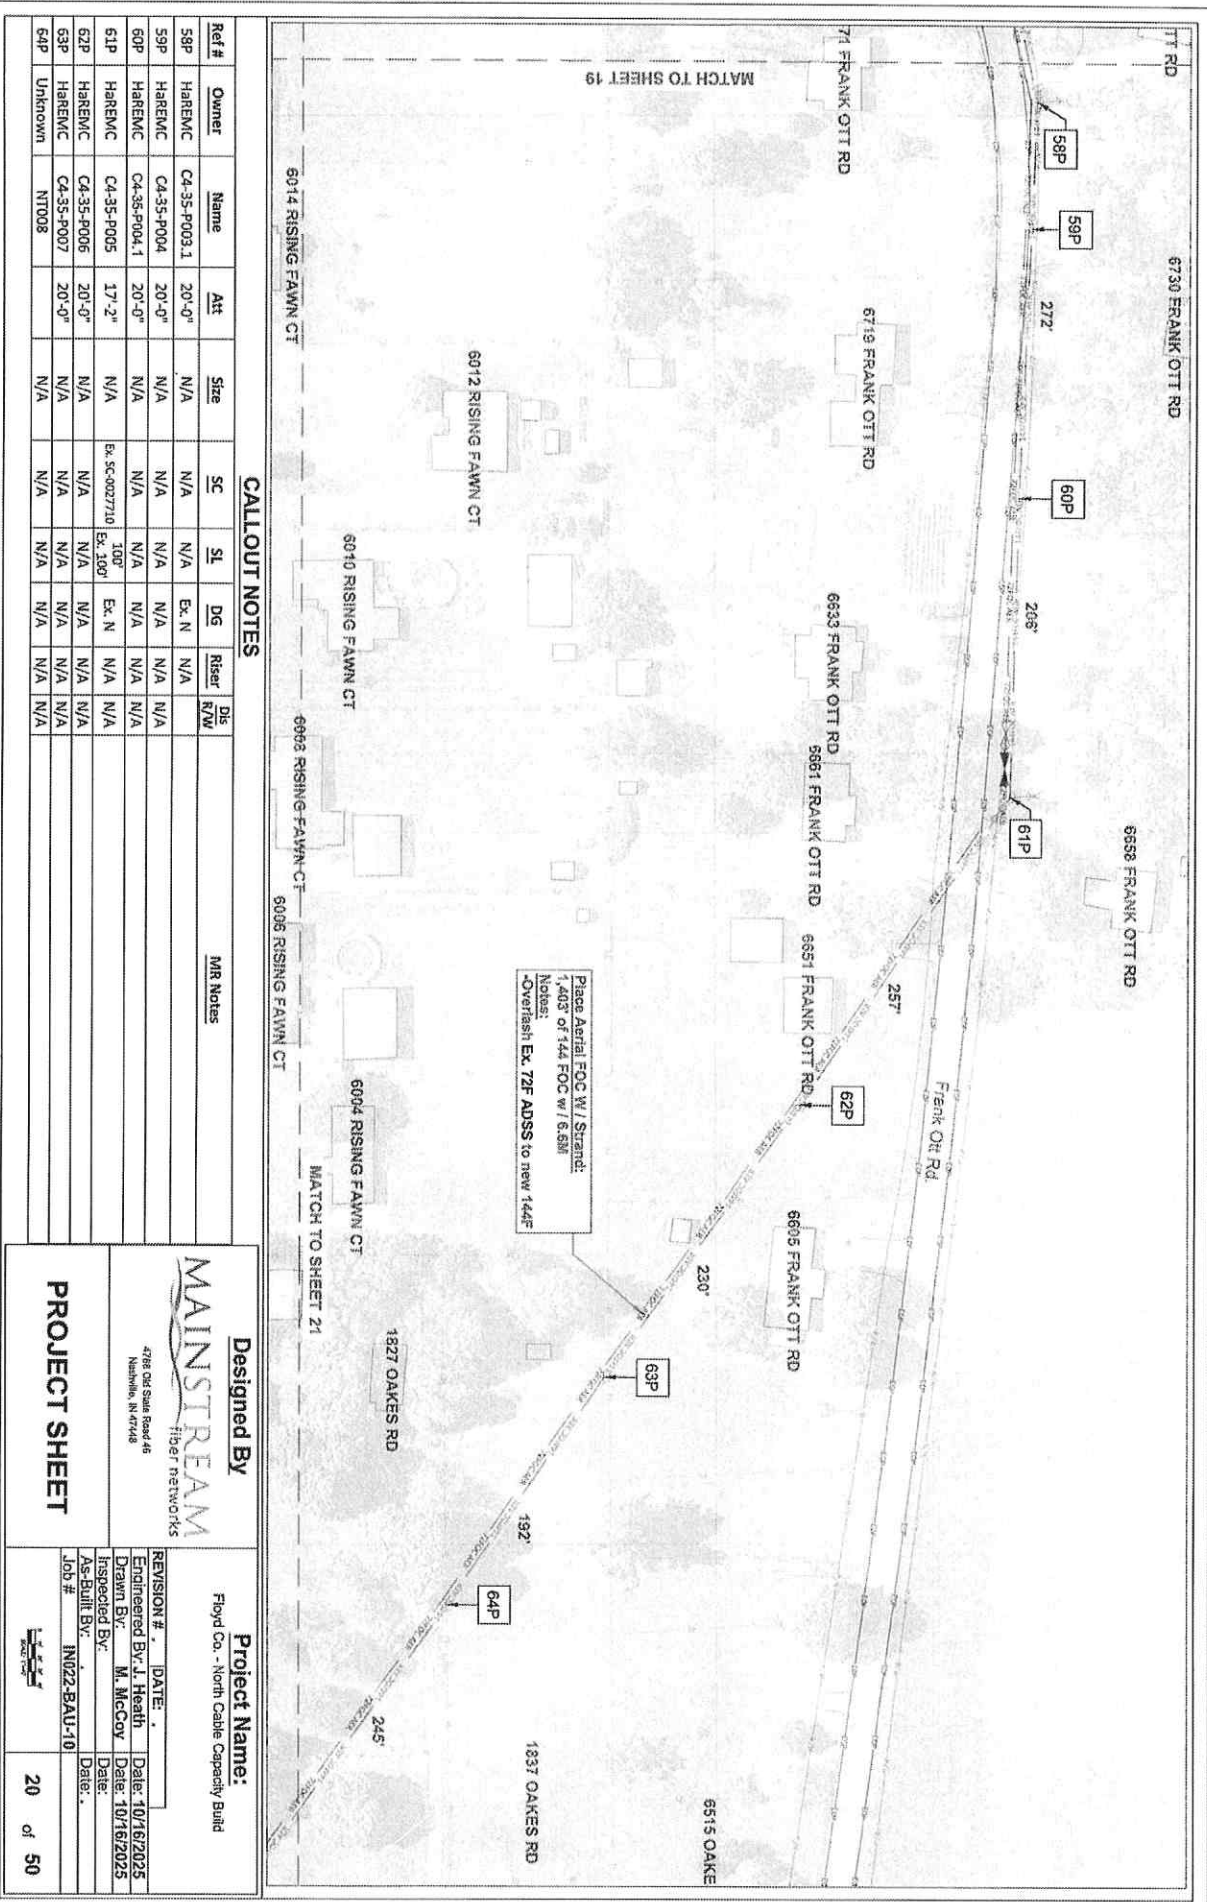 TT RD
6730 FRANK OTT RD
6658 FRANK OTT RD
58P
59P
272'
60P
206'
61P
71 FRANK OTT RD
MATCH TO SHEET 19
6719 FRANK OTT RD
6633 FRANK OTT RD
6661 FRANK OTT RD
6651 FRANK OTT RD
257'
62P
Frank Ott Rd.
6605 FRANK OTT RD
230'
63P
192'
64P
245'
6515 OAKE
1837 OAKES RD
1827 OAKES RD
Place Aerial FOC W / Strand:
1,403' of 144 FOC w / 6.6M
Notes:
-Overlash Ex. 72F ADSS to new 144F
6014 RISING FAWN CT
6012 RISING FAWN CT
6010 RISING FAWN CT
6008 RISING FAWN CT
6006 RISING FAWN CT
6004 RISING FAWN CT
MATCH TO SHEET 21
CALLOUT NOTES
Ref # Owner Name Att Size SC SL DG Riser Dis R/W MR Notes
58P HaREMC C4-35-P003.1 20'-0" N/A N/A N/A Ex. N N/A
59P HaREMC C4-35-P004 20'-0" N/A N/A N/A N/A N/A N/A
60P HaREMC C4-35-P004.1 20'-0" N/A N/A N/A N/A N/A N/A
61P HaREMC C4-35-P005 17'-2" N/A Ex. SC-0027710 100' Ex. 100' Ex. N N/A N/A
62P HaREMC C4-35-P006 20'-0" N/A N/A N/A N/A N/A N/A
63P HaREMC C4-35-P007 20'-0" N/A N/A N/A N/A N/A N/A
64P Unknown NT008 N/A N/A N/A N/A N/A N/A
Designed By
MAINSTREAM
fiber networks
4768 Old State Road 46
Nashville, IN 47448
PROJECT SHEET
Project Name:
Floyd Co. - North Cable Capacity Build
REVISION # . DATE: .
Engineered By: J. Heath Date: 10/16/2025
Drawn By: M. McCoy Date: 10/16/2025
Inspected By: Date:
As-Built By: . Date: .
Job # IN022-BAU-10
20 of 50